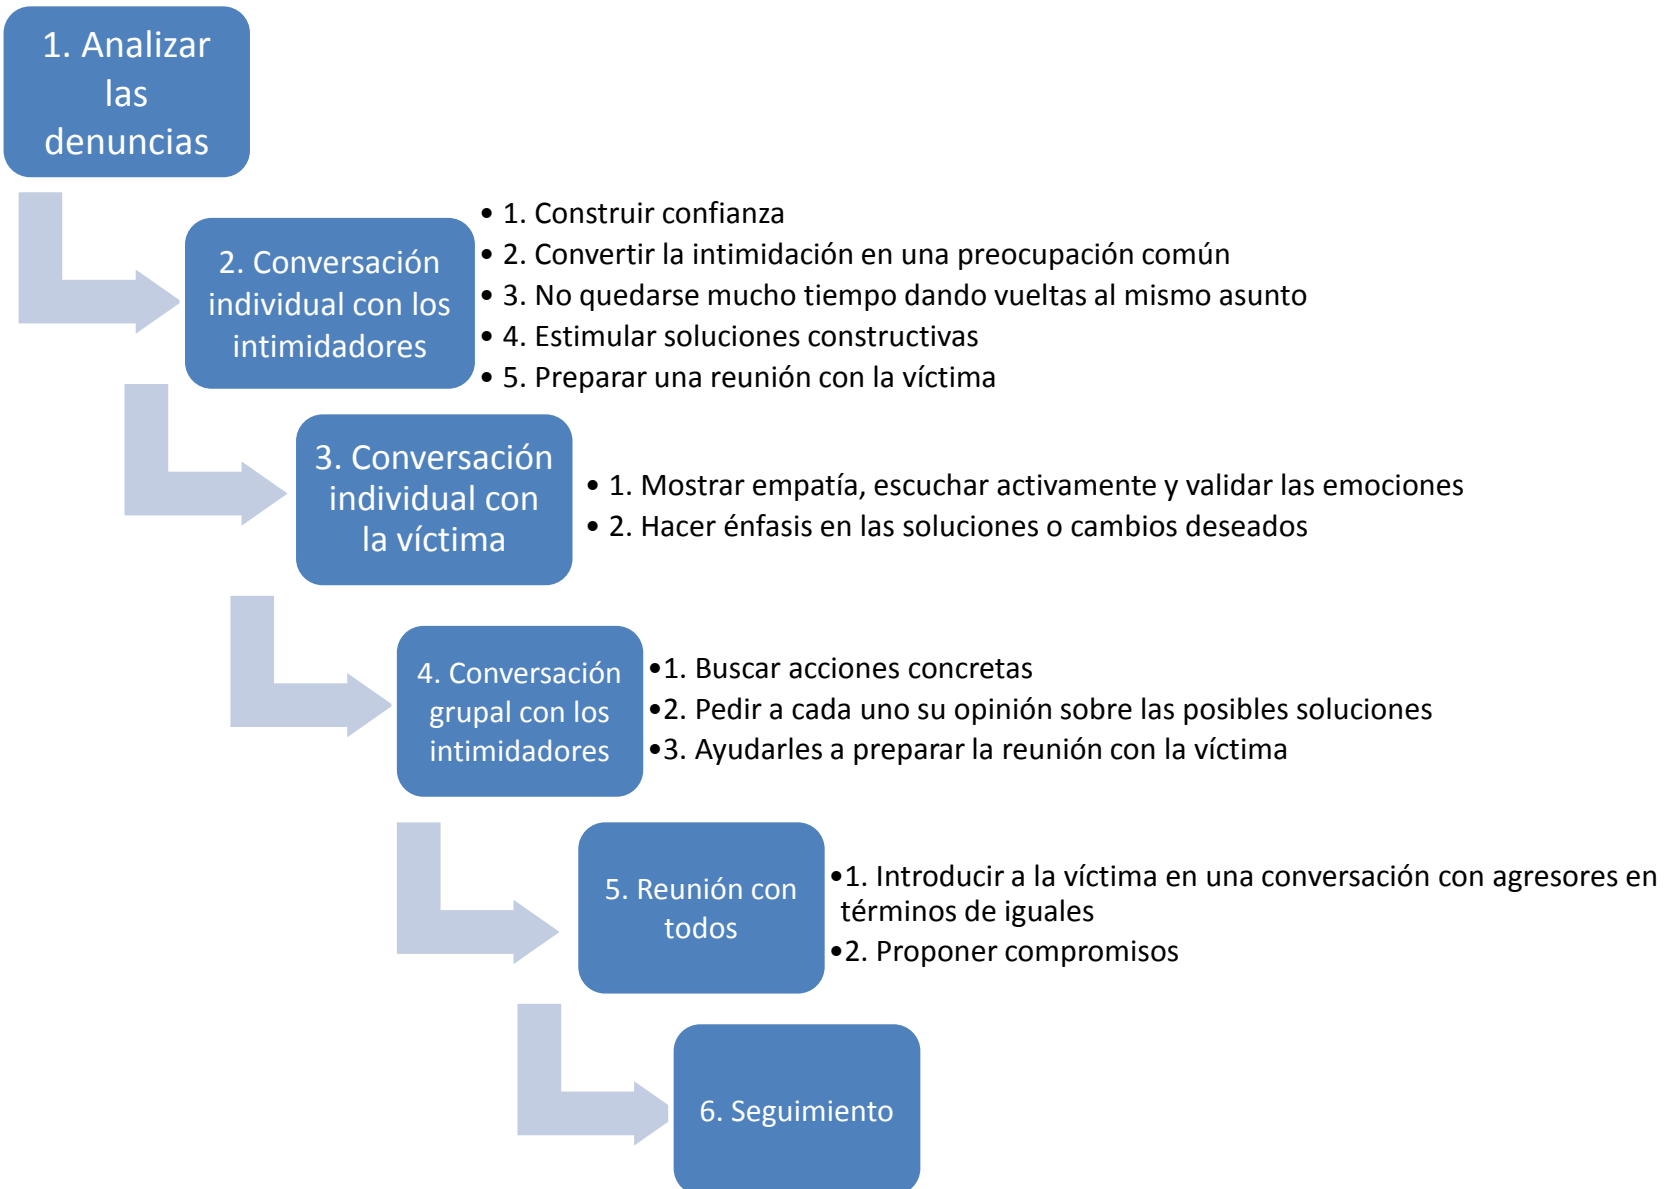 1. Analizar
las
denuncias
2. Conversación
individual con los
intimidadores
• 1. Construir confianza
• 2. Convertir la intimidación en una preocupación común
• 3. No quedarse mucho tiempo dando vueltas al mismo asunto
• 4. Estimular soluciones constructivas
• 5. Preparar una reunión con la víctima
3. Conversación
individual con
la víctima
• 1. Mostrar empatía, escuchar activamente y validar las emociones
• 2. Hacer énfasis en las soluciones o cambios deseados
4. Conversación
grupal con los
intimidadores
•1. Buscar acciones concretas
•2. Pedir a cada uno su opinión sobre las posibles soluciones
•3. Ayudarles a preparar la reunión con la víctima
5. Reunión con
todos
•1. Introducir a la víctima en una conversación con agresores en
términos de iguales
•2. Proponer compromisos
6. Seguimiento